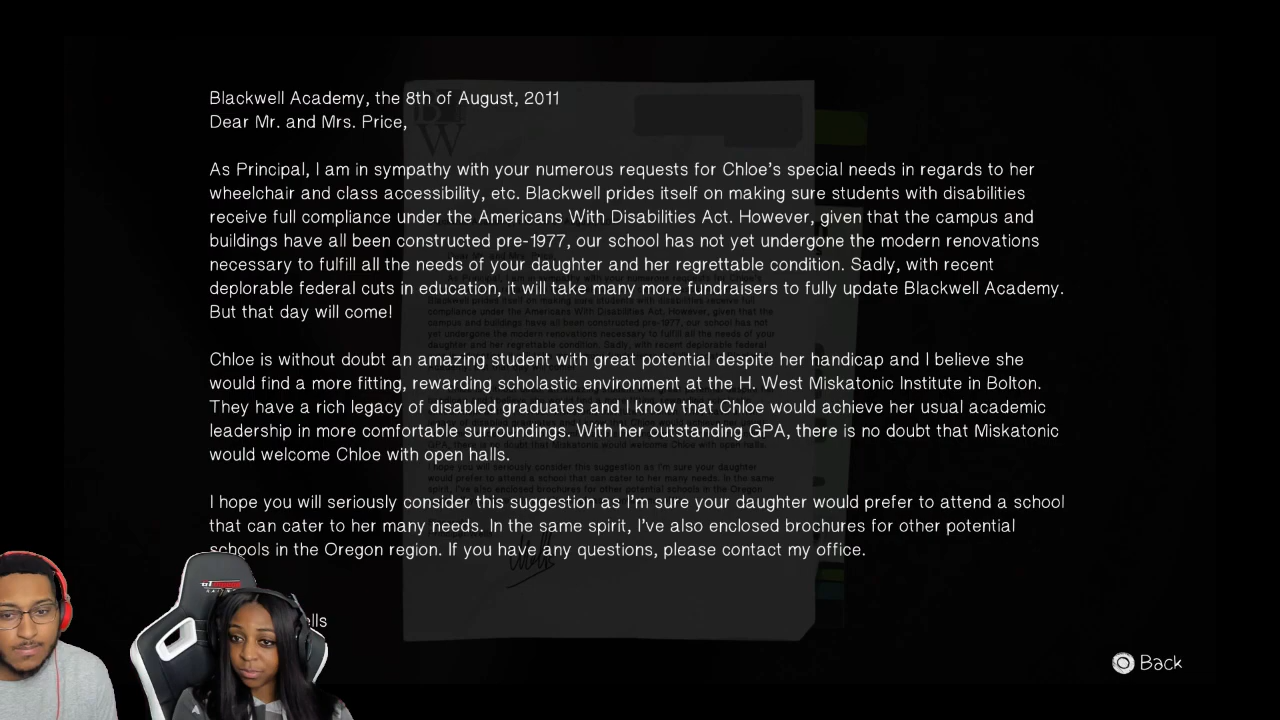 Blackwell Academy, the 8th of August, 2011
Dear Mr. and Mrs. Price,
As Principal, I am in sympathy with your numerous requests for Chloe's special needs in regards to her
wheelchair and class accessibility, etc. Blackwell prides itself on making sure students with disabilities
receive full compliance under the Americans With Disabilities Act. However, given that the campus and
buildings have all been constructed pre-1977, our school has not yet undergone the modern renovations
necessary to fulfill all the needs of your daughter and her regrettable condition. Sadly, with recent
deplorable federal cuts in education, it will take many more fundraisers to fully update Blackwell Academy.
But that day will come!
Chloe is without doubt an amazing student with great potential despite her handicap and I believe she
would find a more fitting, rewarding scholastic environment at the H. West Miskatonic Institute in Bolton.
They have a rich legacy of disabled graduates and I know that Chloe would achieve her usual academic
leadership in more comfortable surroundings. With her outstanding GPA, there is no doubt that Miskatonic
would welcome Chloe with open halls.
I hope you will seriously consider this suggestion as I'm sure your daughter would prefer to attend a school
that can cater to her many needs. In the same spirit, I've also enclosed brochures for other potential
schools in the Oregon region. If you have any questions, please contact my office.
ells
Back